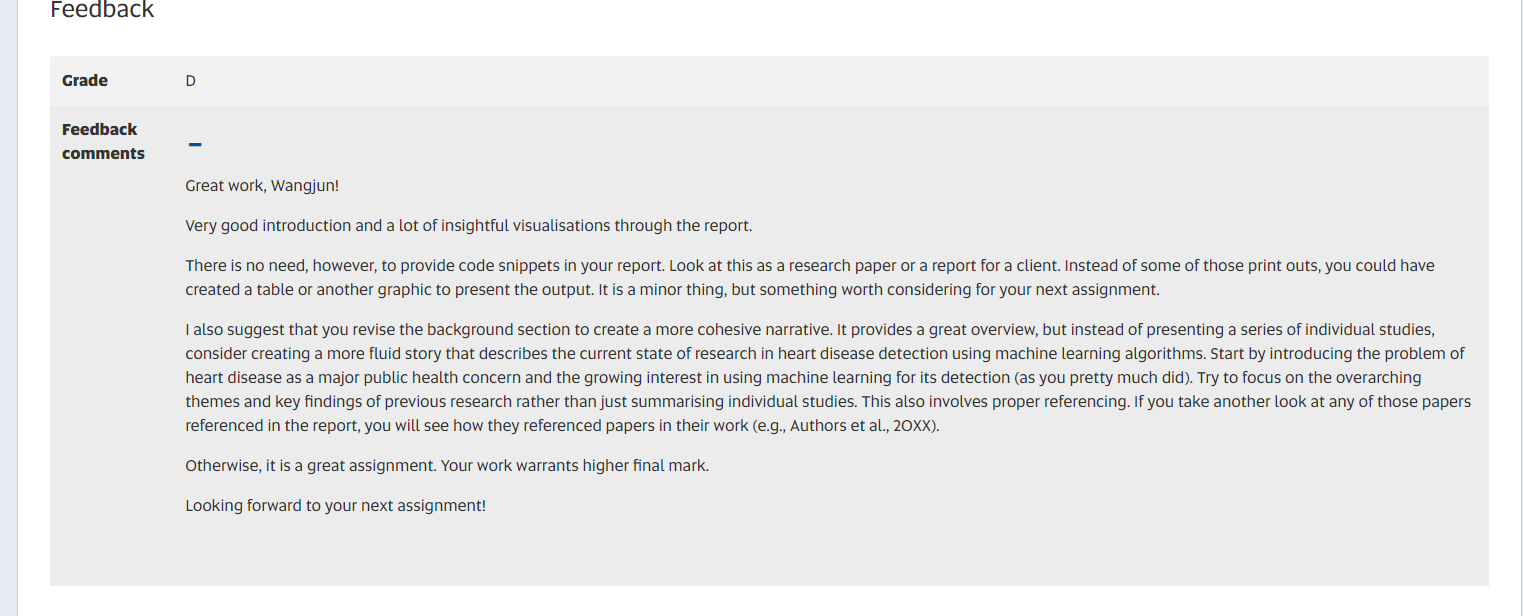 Feedback
Grade D
Feedback
comments
Great work, Wangjun!
Very good introduction and a lot of insightful visualisations through the report.
There is no need, however, to provide code snippets in your report. Look at this as a research paper or a report for a client. Instead of some of those print outs, you could have
created a table or another graphic to present the output. It is a minor thing, but something worth considering for your next assignment.
I also suggest that you revise the background section to create a more cohesive narrative. It provides a great overview, but instead of presenting a series of individual studies,
consider creating a more fluid story that describes the current state of research in heart disease detection using machine learning algorithms. Start by introducing the problem of
heart disease as a major public health concern and the growing interest in using machine learning for its detection (as you pretty much did). Try to focus on the overarching
themes and key findings of previous research rather than just summarising individual studies. This also involves proper referencing. If you take another look at any of those papers
referenced in the report, you will see how they referenced papers in their work (e.g., Authors et al., 20XX).
Otherwise, it is a great assignment. Your work warrants higher final mark.
Looking forward to your next assignment!